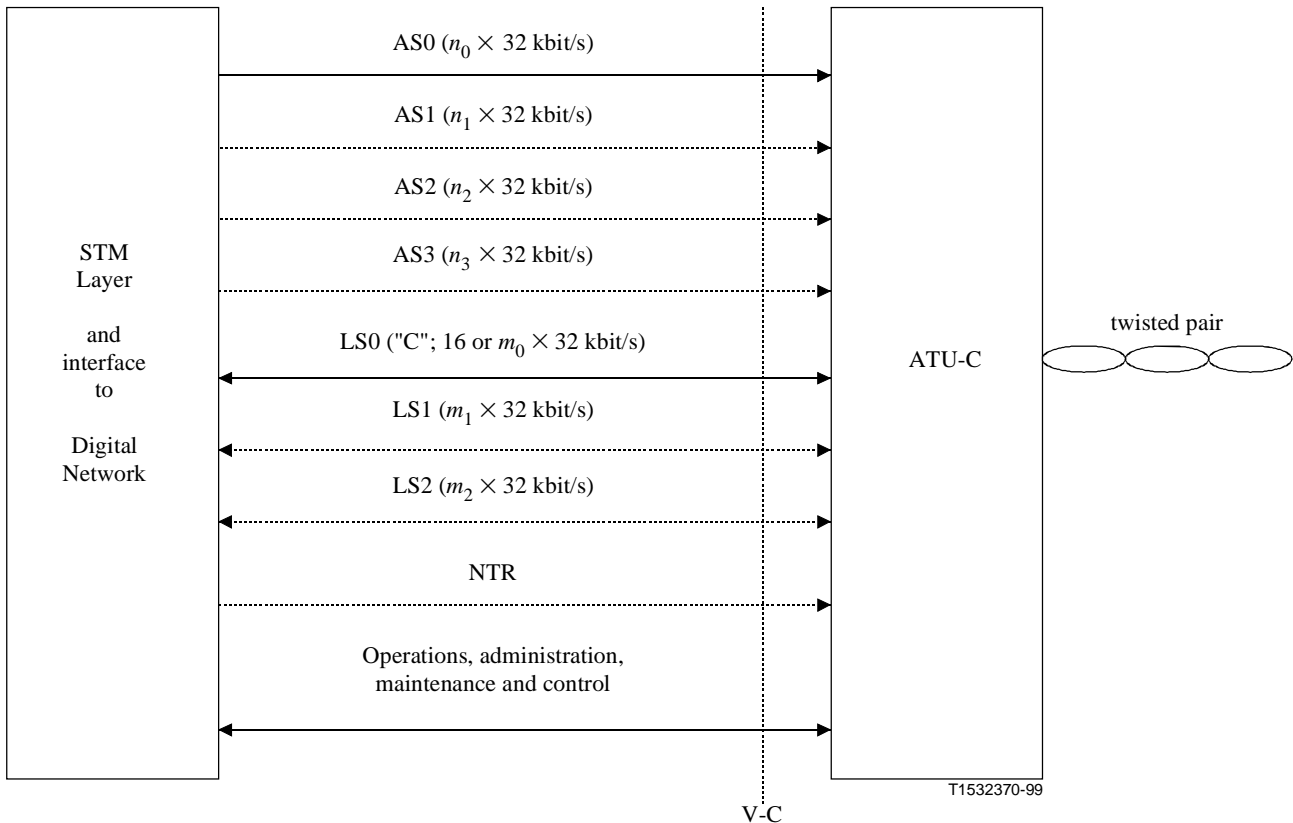 AS0 (n0 × 32 kbit/s)
AS1 (n1 × 32 kbit/s)
AS2 (n2 × 32 kbit/s)
AS3 (n3 × 32 kbit/s)
STM
Layer
and
interface
to
Digital
Network
LS0 ("C"; 16 or m0 × 32 kbit/s)
LS1 (m1 × 32 kbit/s)
LS2 (m2 × 32 kbit/s)
NTR
Operations, administration,
maintenance and control
ATU-C
twisted pair
T1532370-99
V-C